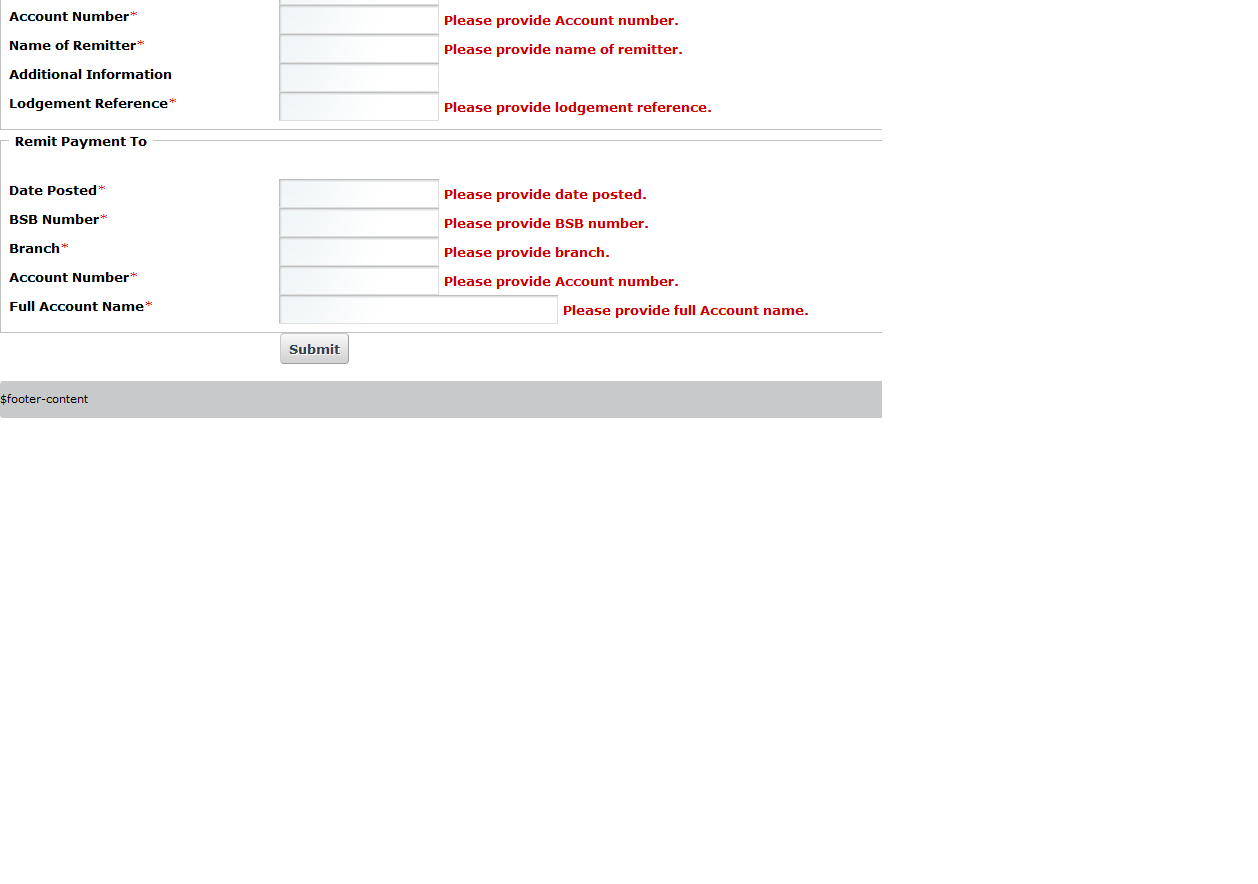 Account Number* Please provide Account number.
Name of Remitter* Please provide name of remitter.
Additional Information
Lodgement Reference* Please provide lodgement reference.
Remit Payment To
Date Posted* Please provide date posted.
BSB Number* Please provide BSB number.
Branch* Please provide branch.
Account Number* Please provide Account number.
Full Account Name* Please provide full Account name.
Submit
$footer-content